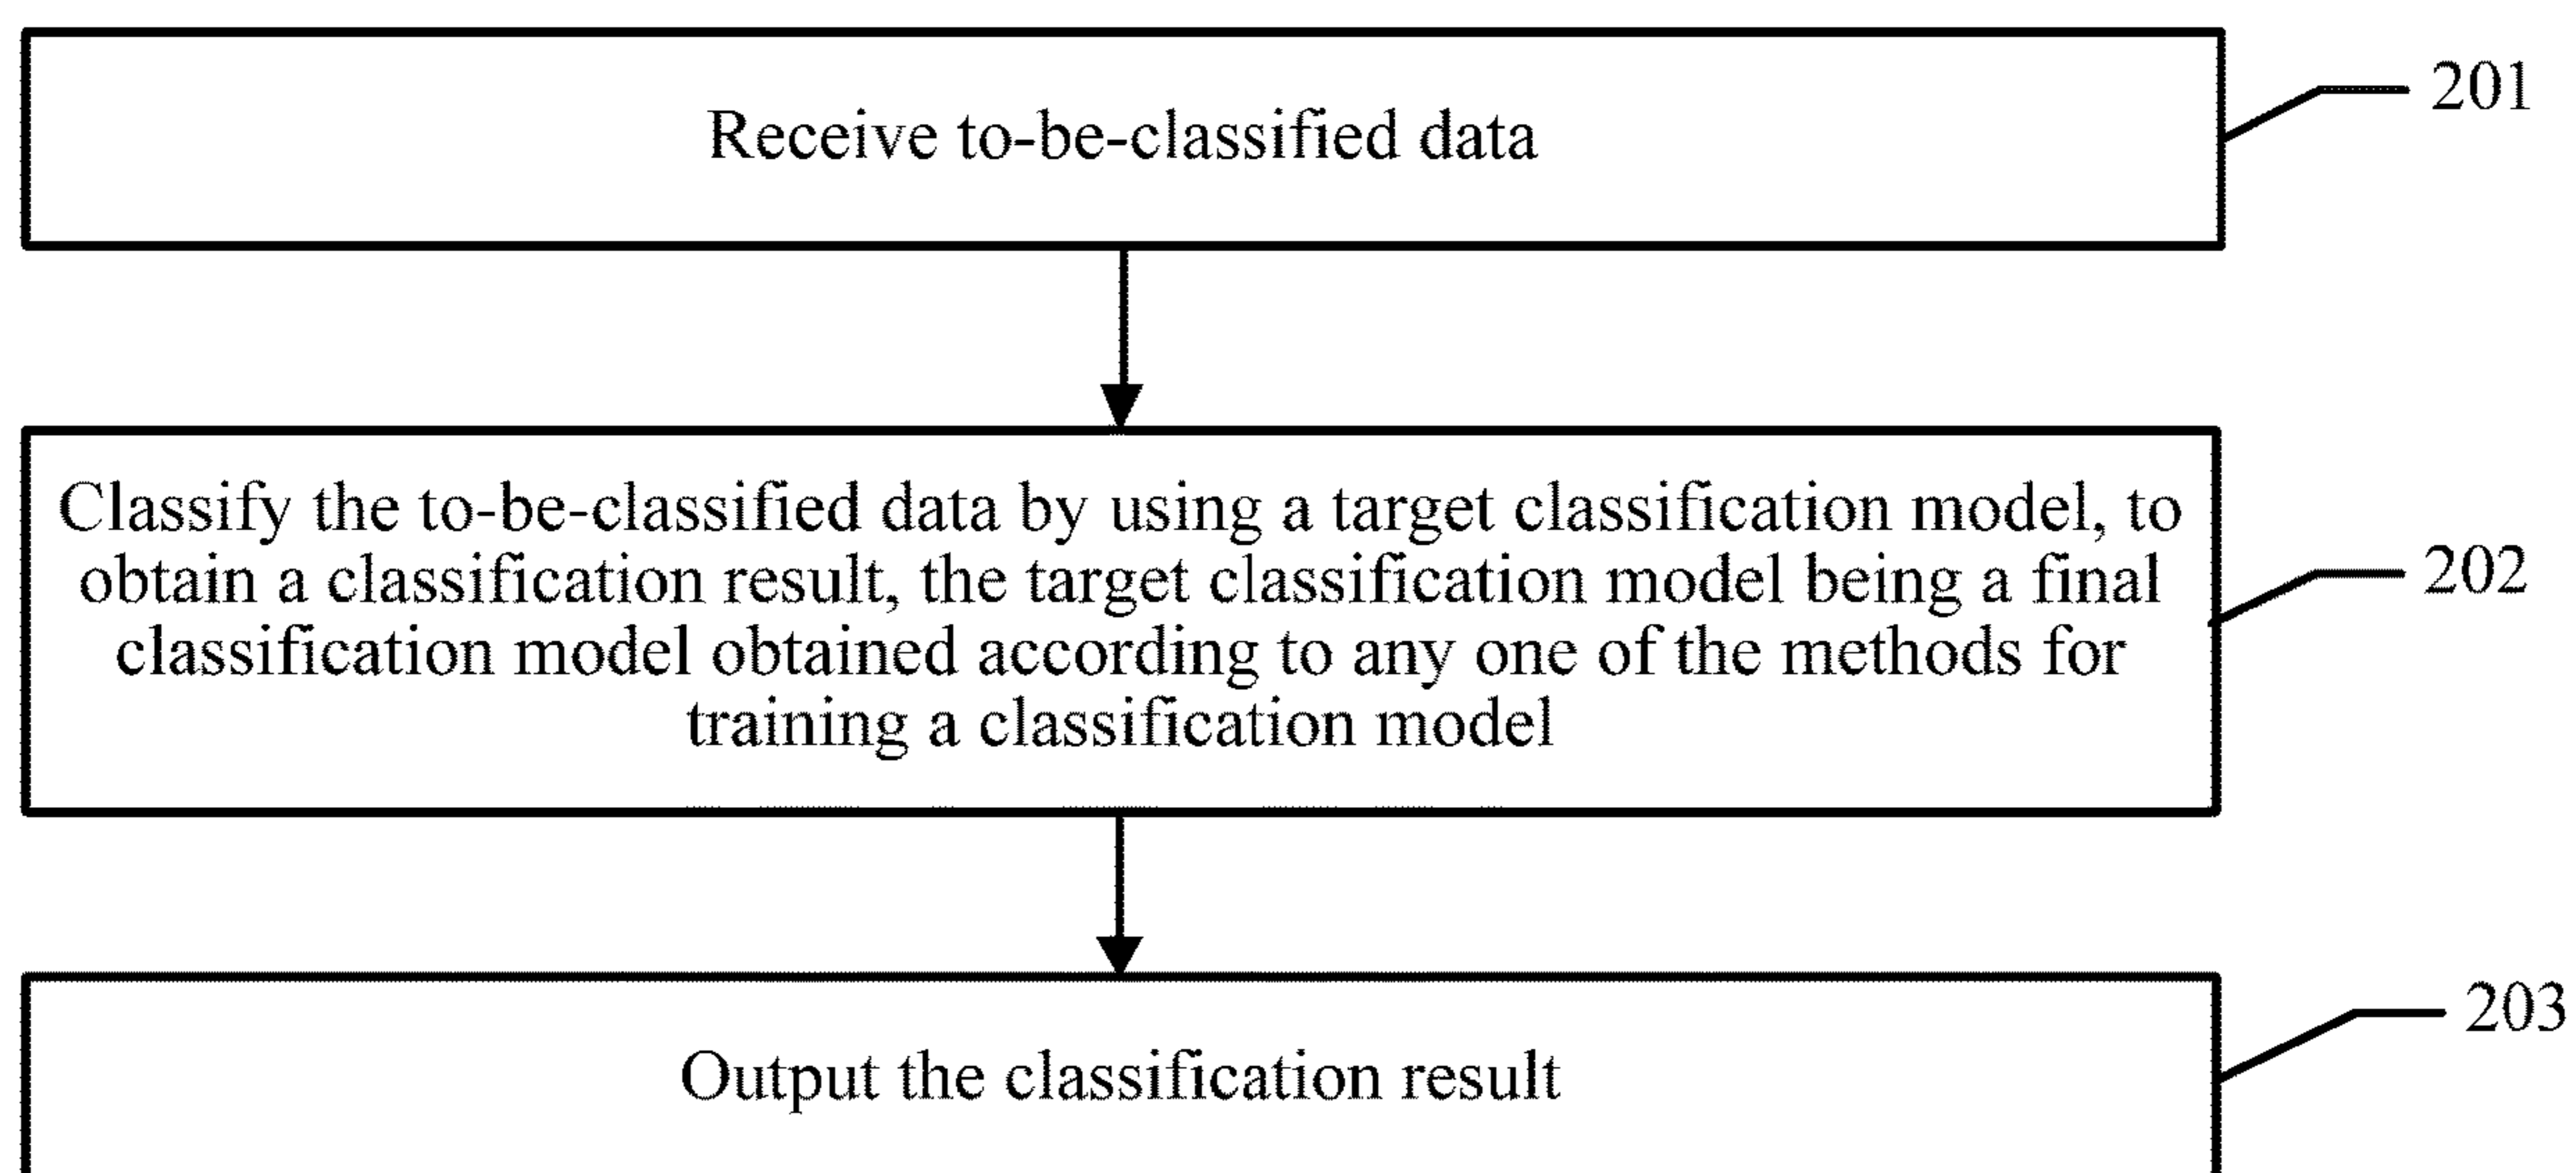 Receive to-be-classified data
201
Classify the to-be-classified data by using a target classification model, to
obtain a classification result, the target classification model being a final
classification model obtained according to any one of the methods for
training a classification model
202
Output the classification result
203